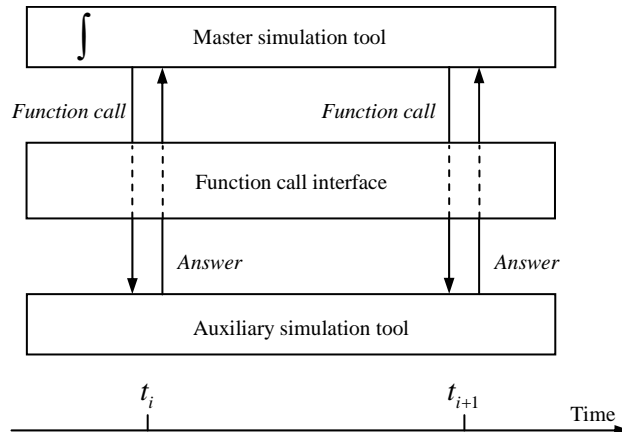 ∫ Master simulation tool
Function call Function call
Function call interface
Answer Answer
Auxiliary simulation tool
t_i t_{i+1} Time